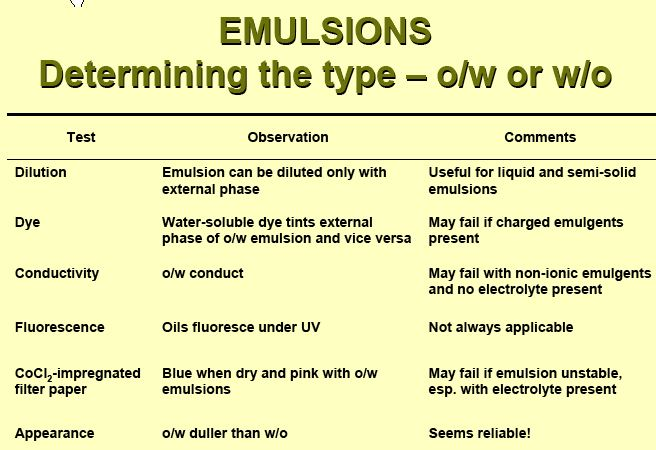 EMULSIONS
Determining the type – o/w or w/o
Test Observation Comments
Dilution Emulsion can be diluted only with Useful for liquid and semi-solid
external phase emulsions
Dye Water-soluble dye tints external May fail if charged emulgents
phase of o/w emulsion and vice versa present
Conductivity o/w conduct May fail with non-ionic emulgents
and no electrolyte present
Fluorescence Oils fluoresce under UV Not always applicable
CoCl₂-impregnated Blue when dry and pink with o/w May fail if emulsion unstable,
filter paper emulsions esp. with electrolyte present
Appearance o/w duller than w/o Seems reliable!